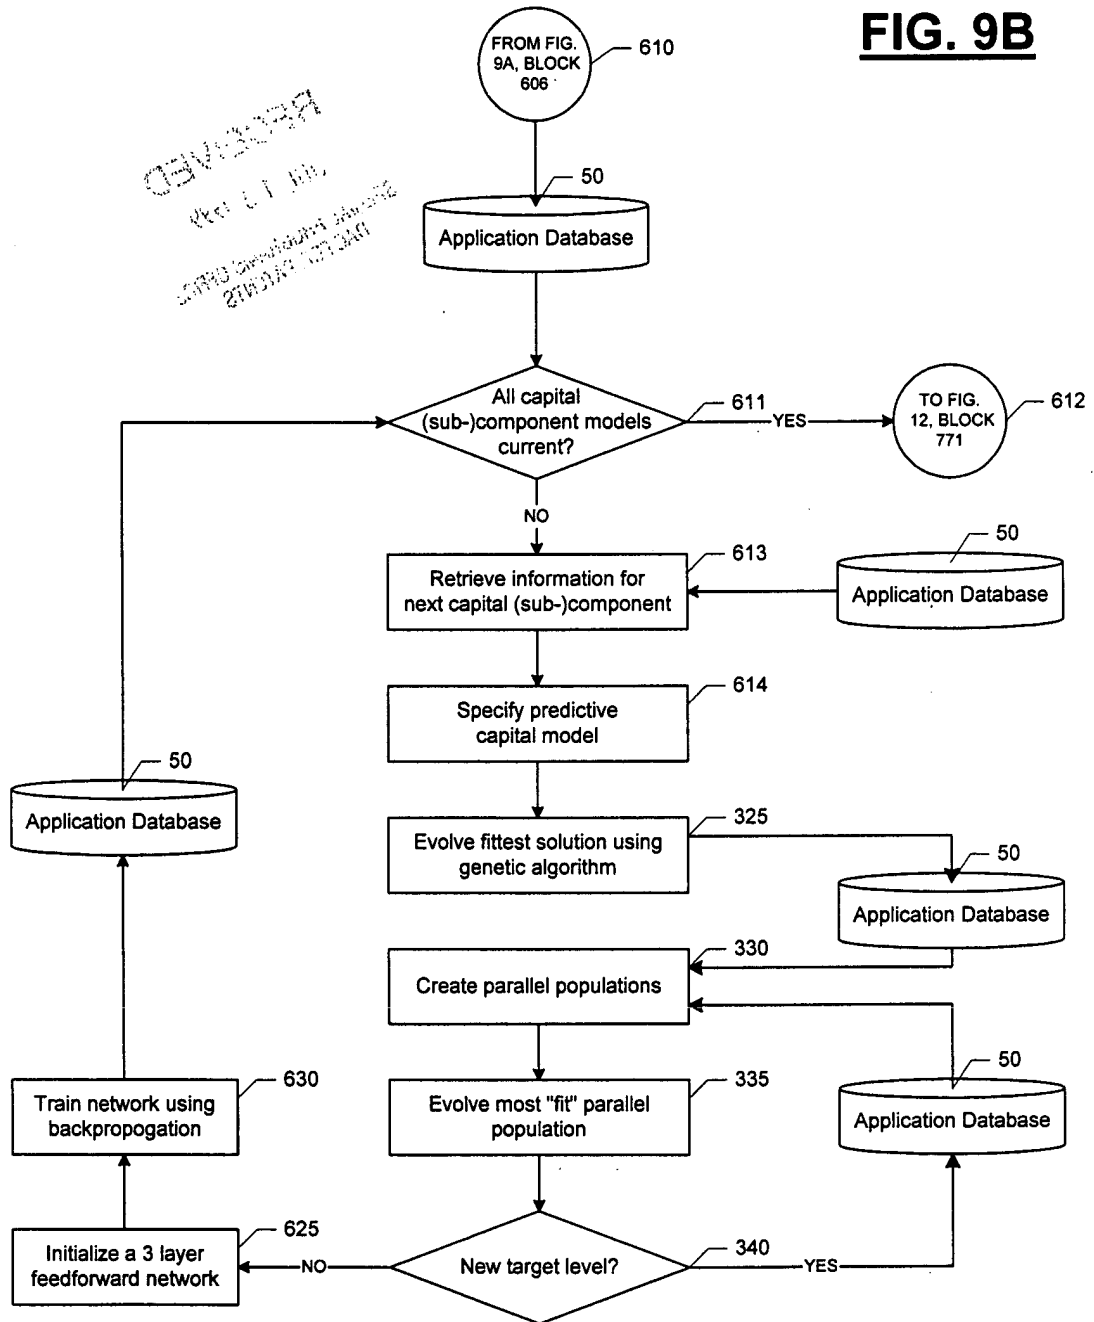 FIG. 9B
FROM FIG.
9A, BLOCK
606
610
50
Application Database
All capital
(sub-)component models
current?
611
YES
TO FIG.
12, BLOCK
771
612
NO
50
613
Retrieve information for
next capital (sub-)component
Application Database
614
Specify predictive
capital model
50
Application Database
325
Evolve fittest solution using
genetic algorithm
50
Application Database
330
Create parallel populations
50
630
335
Train network using
backpropogation
Evolve most "fit" parallel
population
Application Database
625
340
Initialize a 3 layer
feedforward network
NO
New target level?
YES